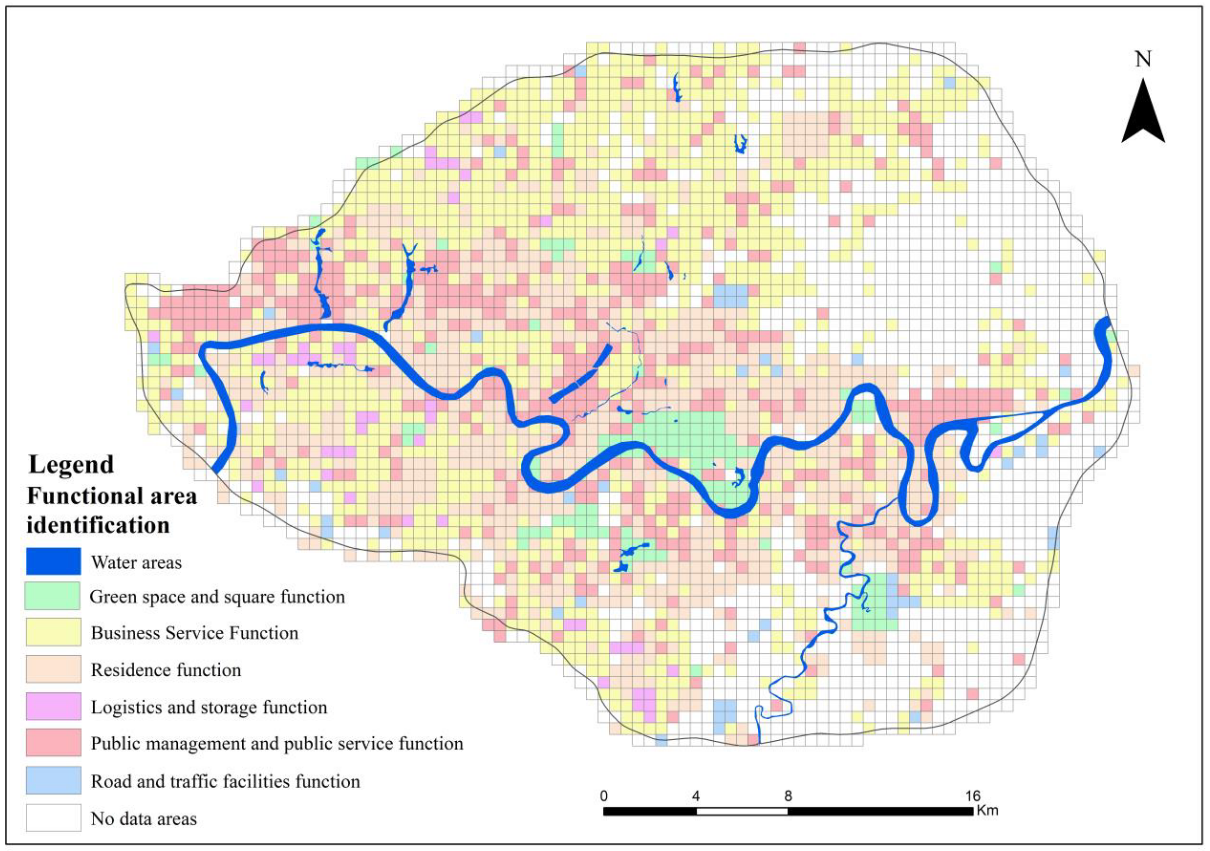 N
Legend
Functional area
identification
Water areas
Green space and square function
Business Service Function
Residence function
Logistics and storage function
Public management and public service function
Road and traffic facilities function
No data areas
0 4 8 16
Km